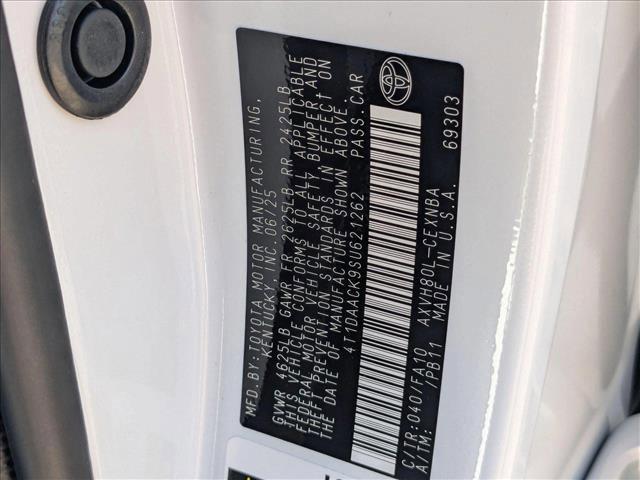 MFD.BY:TOYOTA MOTOR MANUFACTURING,
KENTUCKY, INC. 06/25
GVWR 4625LB GAWR FR 2625LB RR 2425LB
THIS VEHICLE CONFORMS TO ALL APPLICABLE
FEDERAL MOTOR VEHICLE SAFETY, BUMPER AND
THEFT PREVENTION STANDARDS IN EFFECT ON
THE DATE OF MANUFACTURE SHOWN ABOVE.
4T1DAACK9SU621262 PASS.CAR
C/TR: 040/FA10 AXVH80L-CEXNBA
A/TM: /PB11 MADE IN U.S.A. 69303